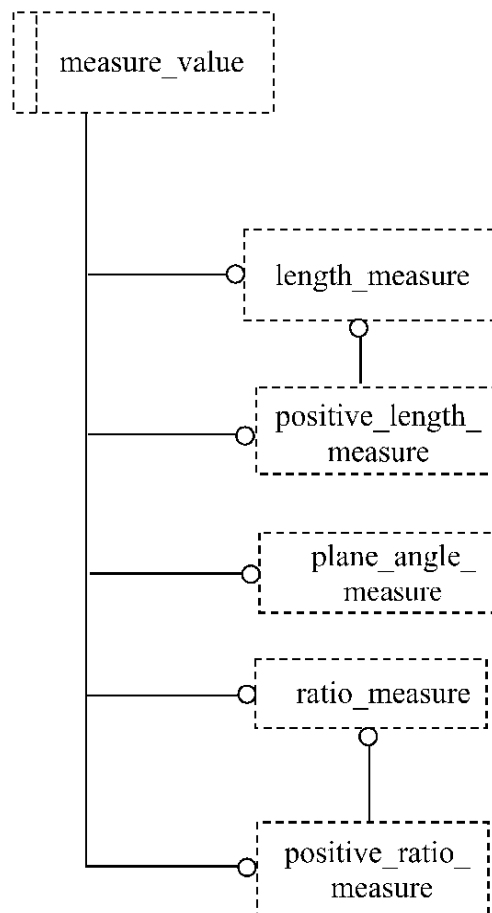 measure_value
length_measure
positive_length_
measure
plane_angle_
measure
ratio_measure
positive_ratio_
measure